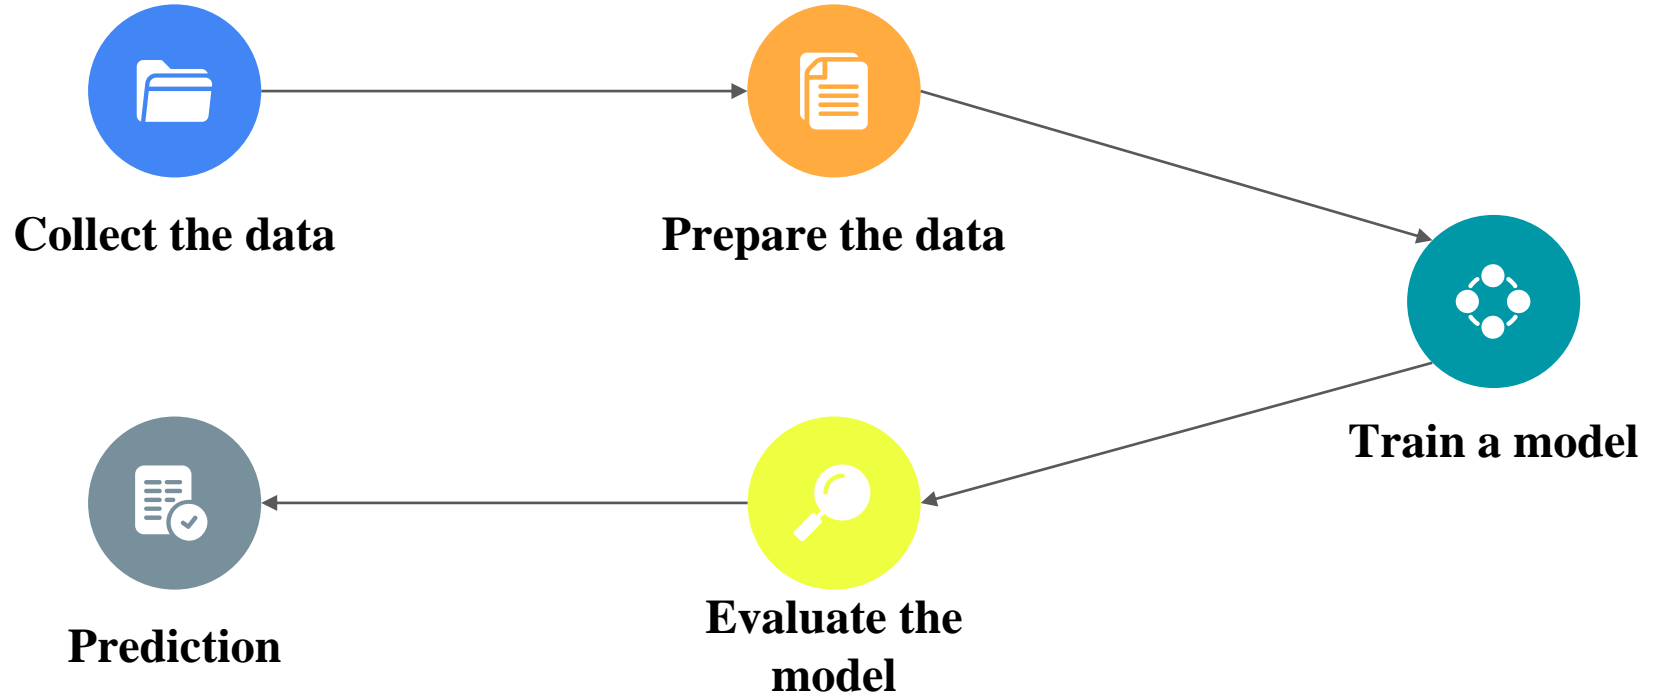 Collect the data
Prepare the data
Train a model
Evaluate the
model
Prediction